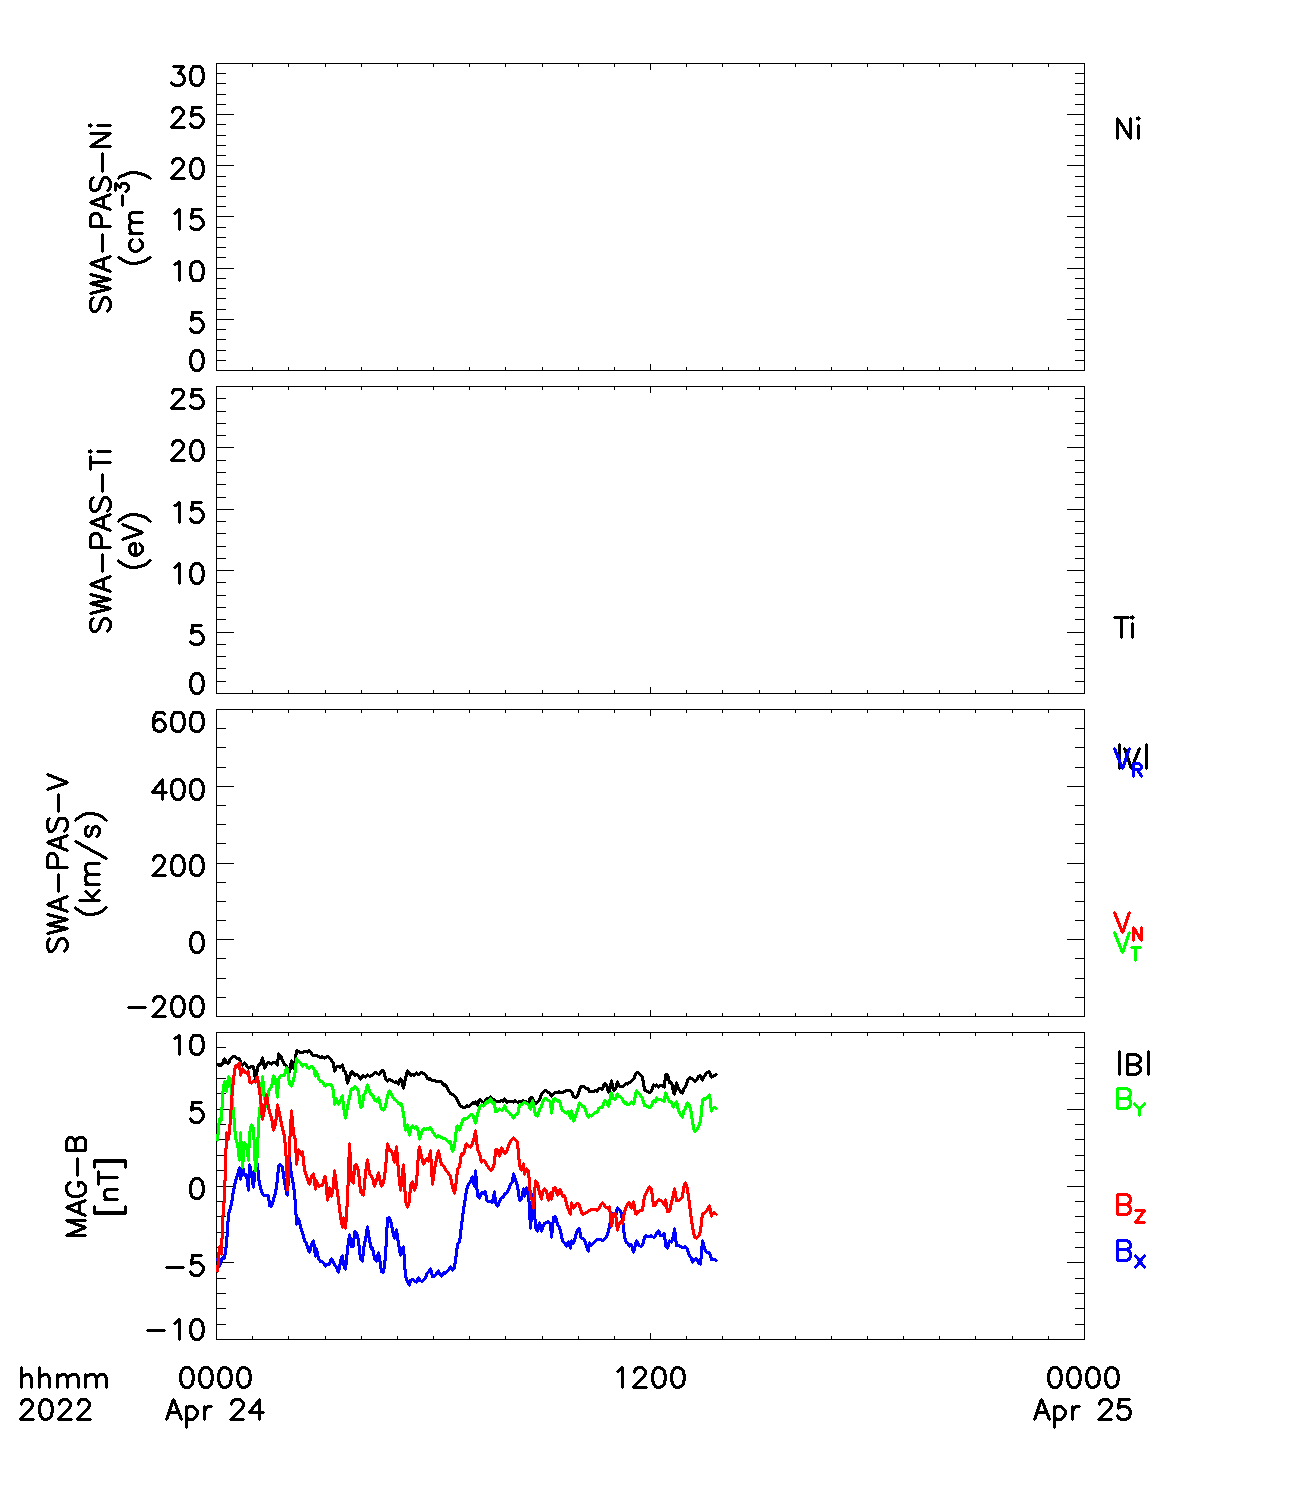 SWA-PAS-Ni
(cm⁻³)
30
25
20
15
10
5
0
Ni
SWA-PAS-Ti
(eV)
25
20
15
10
5
0
Ti
SWA-PAS-V
(km/s)
600
400
200
0
-200
|V|
V_R
V_N
V_T
MAG-B
[nT]
10
5
0
-5
-10
|B|
B_Y
B_Z
B_X
hhmm 0000 1200 0000
2022 Apr 24 Apr 25